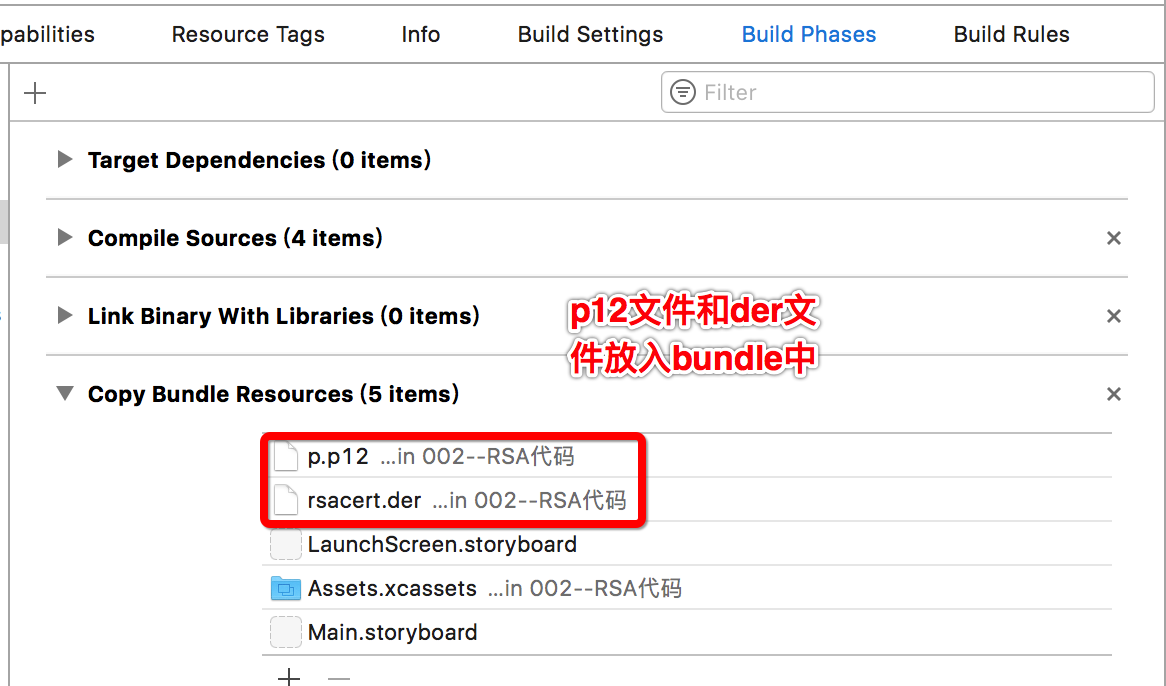 pabilities Resource Tags Info Build Settings Build Phases Build Rules
Filter
Target Dependencies (0 items)
Compile Sources (4 items)
Link Binary With Libraries (0 items)
p12文件和der文
件放入bundle中
Copy Bundle Resources (5 items)
p.p12 ...in 002--RSA代码
rsacert.der ...in 002--RSA代码
LaunchScreen.storyboard
Assets.xcassets ...in 002--RSA代码
Main.storyboard